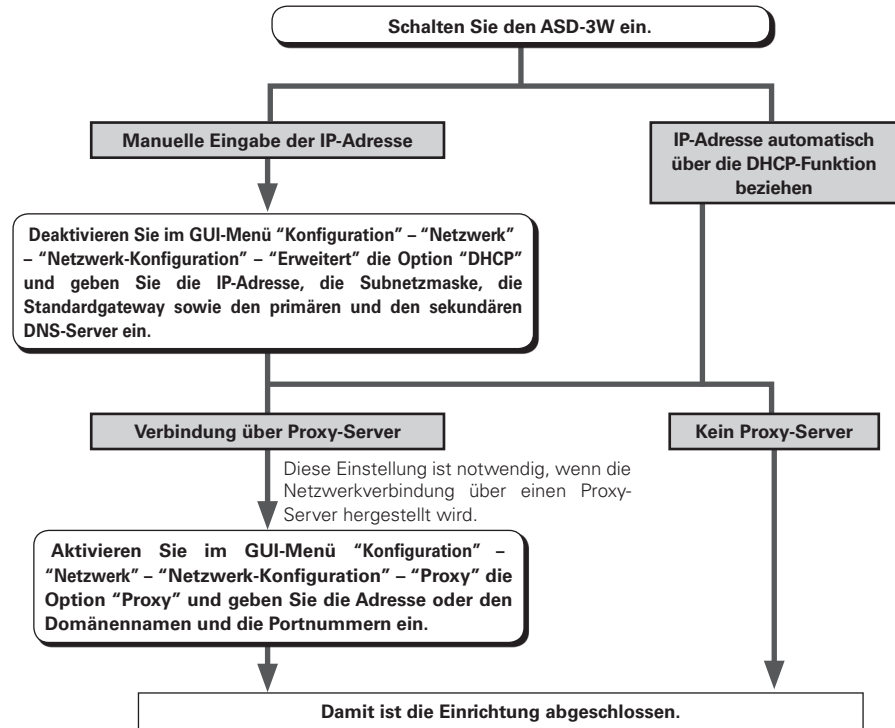 Schalten Sie den ASD-3W ein.
Manuelle Eingabe der IP-Adresse
IP-Adresse automatisch
über die DHCP-Funktion
beziehen
Deaktivieren Sie im GUI-Menü “Konfiguration” – “Netzwerk”
– “Netzwerk-Konfiguration” – “Erweitert” die Option “DHCP”
und geben Sie die IP-Adresse, die Subnetzmaske, die
Standardgateway sowie den primären und den sekundären
DNS-Server ein.
Verbindung über Proxy-Server
Kein Proxy-Server
Diese Einstellung ist notwendig, wenn die
Netzwerkverbindung über einen Proxy-
Server hergestellt wird.
Aktivieren Sie im GUI-Menü “Konfiguration” –
“Netzwerk” – “Netzwerk-Konfiguration” – “Proxy” die
Option “Proxy” und geben Sie die Adresse oder den
Domänennamen und die Portnummern ein.
Damit ist die Einrichtung abgeschlossen.